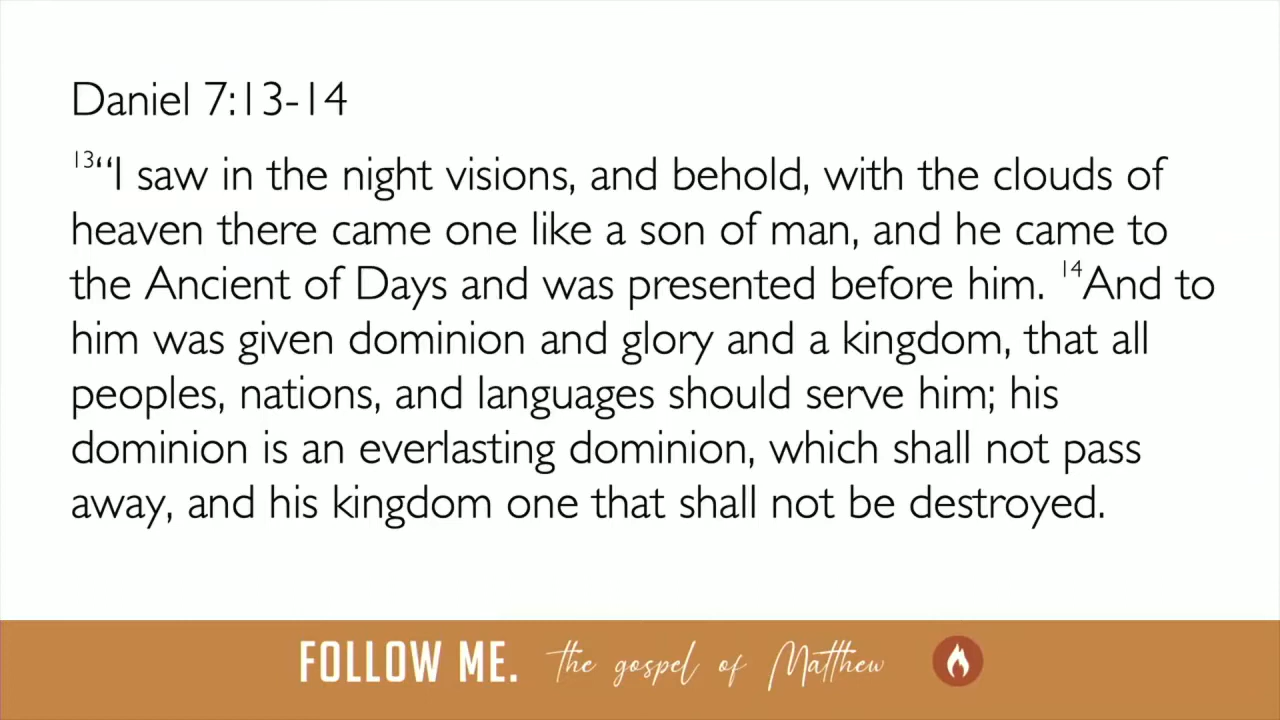 Daniel 7:13-14
13“I saw in the night visions, and behold, with the clouds of
heaven there came one like a son of man, and he came to
the Ancient of Days and was presented before him. 14And to
him was given dominion and glory and a kingdom, that all
peoples, nations, and languages should serve him; his
dominion is an everlasting dominion, which shall not pass
away, and his kingdom one that shall not be destroyed.
FOLLOW ME. the gospel of Matthew